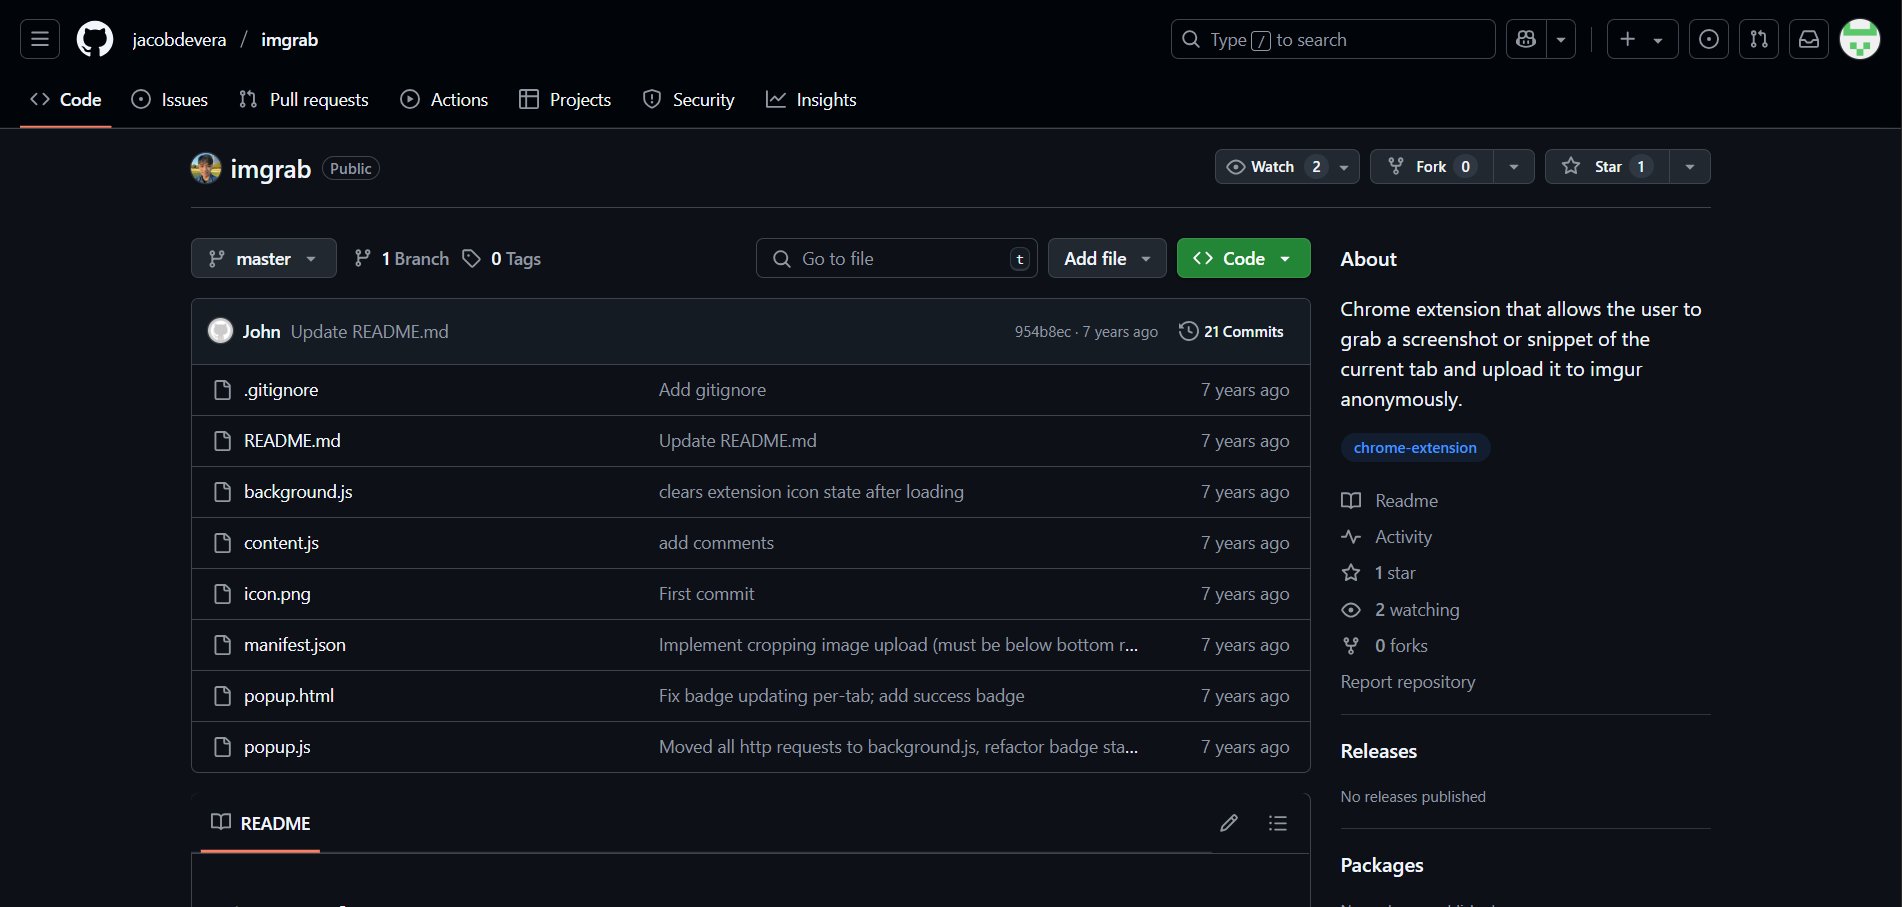 jacobdevera / imgrab
Type / to search
Code
Issues
Pull requests
Actions
Projects
Security
Insights
imgrab Public
Watch 2
Fork 0
Star 1
master
1 Branch
0 Tags
Go to file t
Add file
Code
John Update README.md 954b8ec · 7 years ago 21 Commits
.gitignore Add gitignore 7 years ago
README.md Update README.md 7 years ago
background.js clears extension icon state after loading 7 years ago
content.js add comments 7 years ago
icon.png First commit 7 years ago
manifest.json Implement cropping image upload (must be below bottom r... 7 years ago
popup.html Fix badge updating per-tab; add success badge 7 years ago
popup.js Moved all http requests to background.js, refactor badge sta... 7 years ago
README
About
Chrome extension that allows the user to
grab a screenshot or snippet of the
current tab and upload it to imgur
anonymously.
chrome-extension
Readme
Activity
1 star
2 watching
0 forks
Report repository
Releases
No releases published
Packages